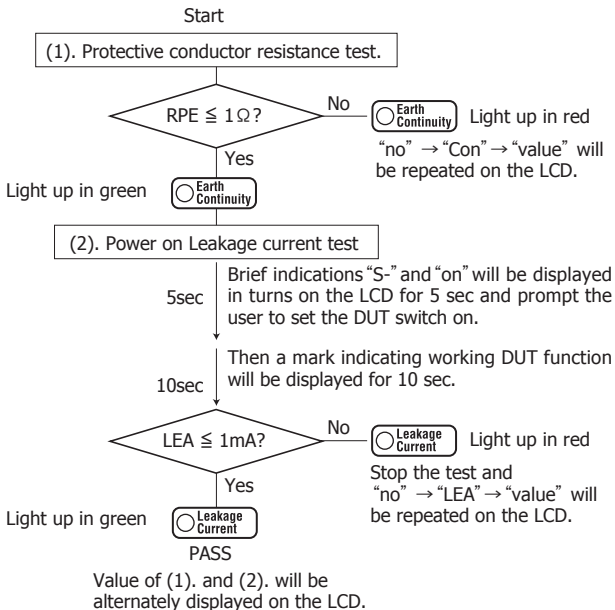 Start
(1). Protective conductor resistance test.
RPE ≦ 1Ω?
No
Earth
Continuity
Light up in red
“no” →“Con”→“value” will
be repeated on the LCD.
Yes
Light up in green
Earth
Continuity
(2). Power on Leakage current test
5sec
Brief indications “S-” and “on” will be displayed
in turns on the LCD for 5 sec and prompt the
user to set the DUT switch on.
10sec
Then a mark indicating working DUT function
will be displayed for 10 sec.
LEA ≦ 1mA?
No
Leakage
Current
Light up in red
Stop the test and
“no” →“LEA”→“value” will
be repeated on the LCD.
Yes
Light up in green
Leakage
Current
PASS
Value of (1). and (2). will be
alternately displayed on the LCD.